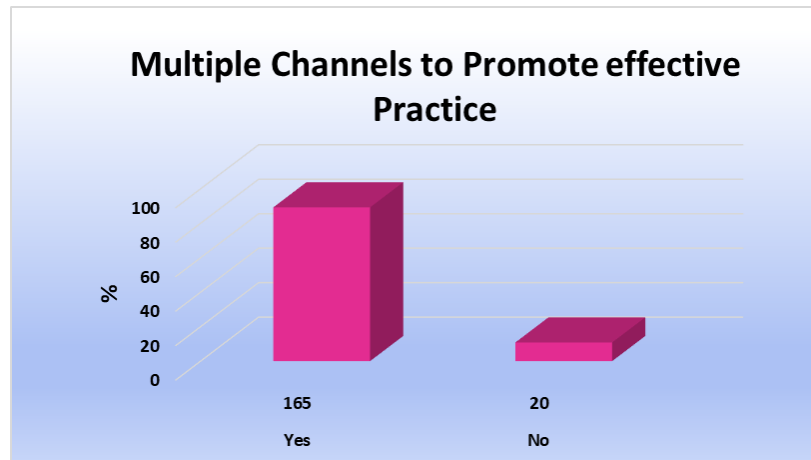 Multiple Channels to Promote effective
Practice
100
80
60
40
20
0
%
165 20
Yes No